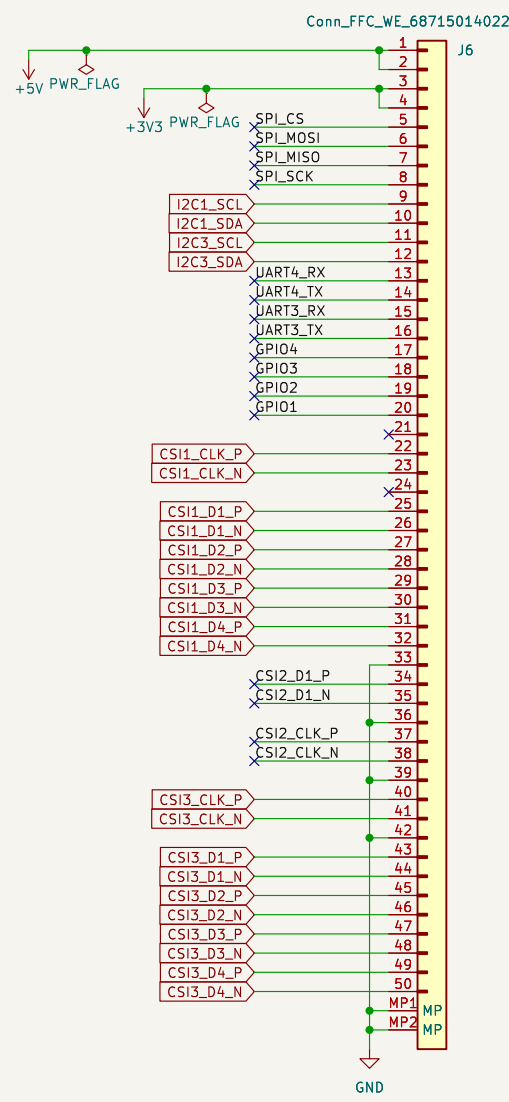 Conn_FFC_WE_68715014022
J6
1
2
+5V
PWR_FLAG
3
4
+3V3
PWR_FLAG
SPI_CS 5
SPI_MOSI 6
SPI_MISO 7
SPI_SCK 8
I2C1_SCL 9
I2C1_SDA 10
I2C3_SCL 11
I2C3_SDA 12
UART4_RX 13
UART4_TX 14
UART3_RX 15
UART3_TX 16
GPIO4 17
GPIO3 18
GPIO2 19
GPIO1 20
21
CSI1_CLK_P 22
CSI1_CLK_N 23
24
CSI1_D1_P 25
CSI1_D1_N 26
CSI1_D2_P 27
CSI1_D2_N 28
CSI1_D3_P 29
CSI1_D3_N 30
CSI1_D4_P 31
CSI1_D4_N 32
33
CSI2_D1_P 34
CSI2_D1_N 35
36
CSI2_CLK_P 37
CSI2_CLK_N 38
39
CSI3_CLK_P 40
CSI3_CLK_N 41
42
CSI3_D1_P 43
CSI3_D1_N 44
CSI3_D2_P 45
CSI3_D2_N 46
CSI3_D3_P 47
CSI3_D3_N 48
CSI3_D4_P 49
CSI3_D4_N 50
MP1 MP
MP2 MP
GND